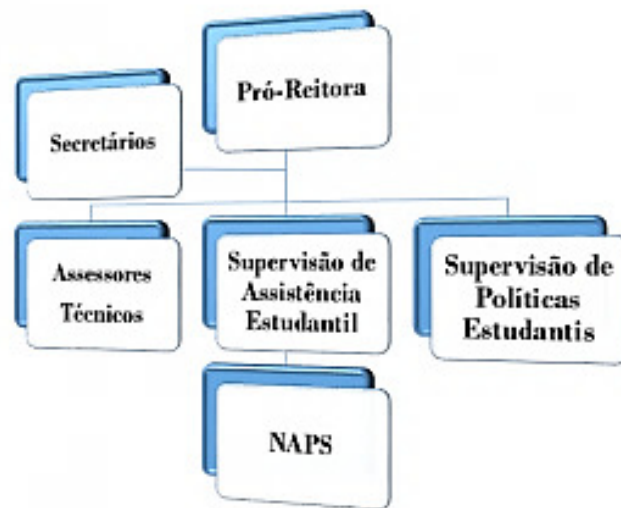 Pró-Reitora
Secretários
Assessores
Técnicos
Supervisão de
Assistência
Estudantil
Supervisão de
Políticas
Estudantis
NAPS